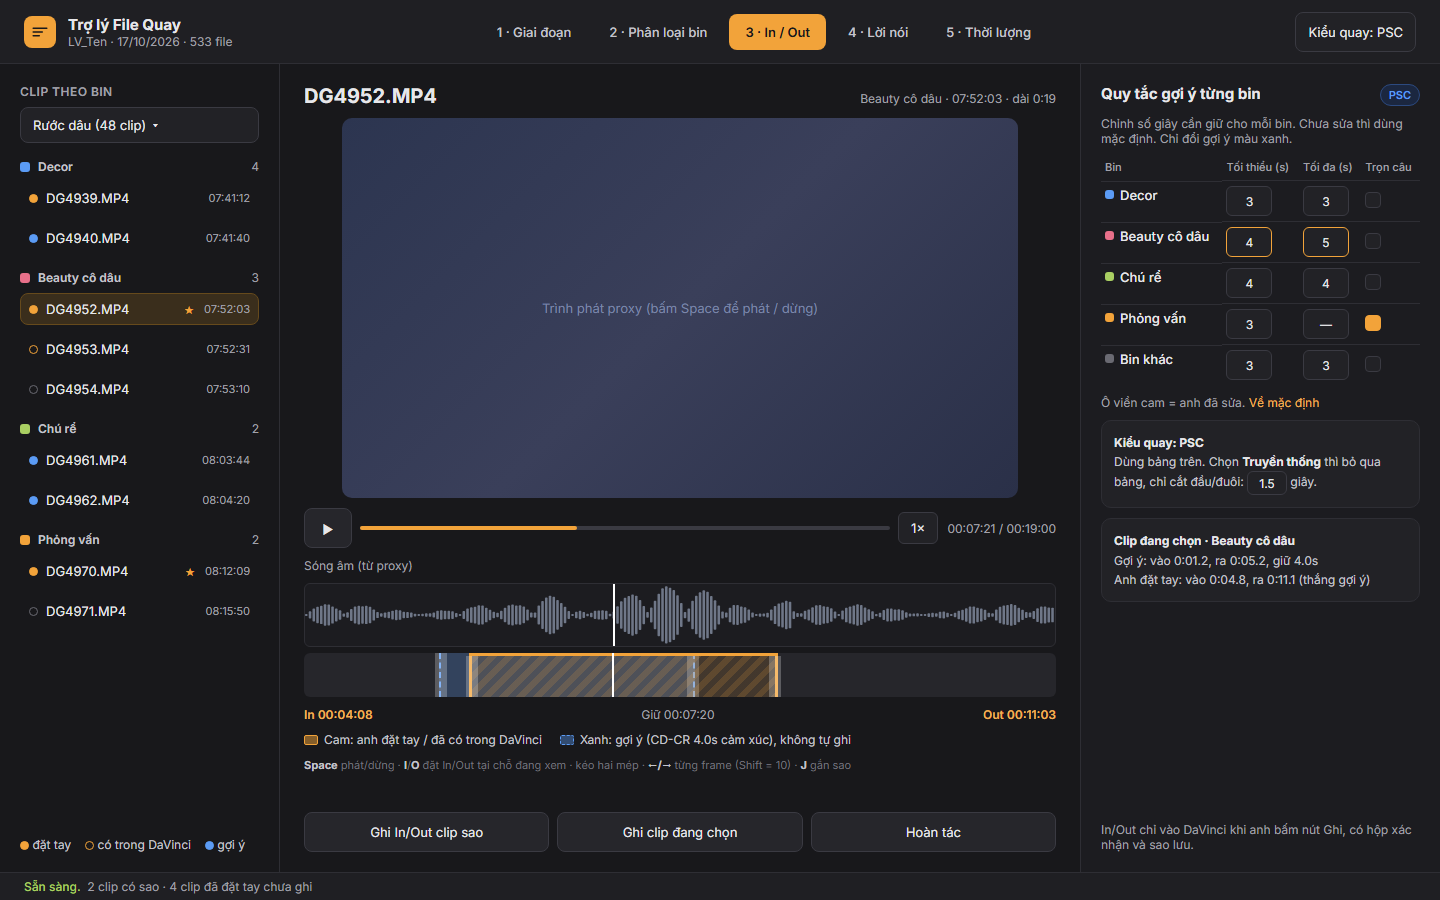 Trợ lý File Quay
LV_Ten · 17/10/2026 · 533 file
1 · Giai đoạn
2 · Phân loại bin
3 · In / Out
4 · Lời nói
5 · Thời lượng
Kiểu quay: PSC
CLIP THEO BIN
Rước dâu (48 clip)
Decor 4
DG4939.MP4 07:41:12
DG4940.MP4 07:41:40
Beauty cô dâu 3
DG4952.MP4 ★ 07:52:03
DG4953.MP4 07:52:31
DG4954.MP4 07:53:10
Chú rể 2
DG4961.MP4 08:03:44
DG4962.MP4 08:04:20
Phỏng vấn 2
DG4970.MP4 ★ 08:12:09
DG4971.MP4 08:15:50
đặt tay có trong DaVinci gợi ý
DG4952.MP4
Beauty cô dâu · 07:52:03 · dài 0:19
Trình phát proxy (bấm Space để phát / dừng)
1×
00:07:21 / 00:19:00
Sóng âm (từ proxy)
In 00:04:08
Giữ 00:07:20
Out 00:11:03
Cam: anh đặt tay / đã có trong DaVinci
Xanh: gợi ý (CD-CR 4.0s cảm xúc), không tự ghi
Space phát/dừng · I/O đặt In/Out tại chỗ đang xem · kéo hai mép · ←/→ từng frame (Shift = 10) · J gắn sao
Ghi In/Out clip sao
Ghi clip đang chọn
Hoàn tác
Quy tắc gợi ý từng bin
PSC
Chỉnh số giây cần giữ cho mỗi bin. Chưa sửa thì dùng
mặc định. Chỉ đổi gợi ý màu xanh.
Bin Tối thiểu (s) Tối đa (s) Trọn câu
Decor 3 3
Beauty cô dâu 4 5
Chú rể 4 4
Phỏng vấn 3 —
Bin khác 3 3
Ô viền cam = anh đã sửa. Về mặc định
Kiểu quay: PSC
Dùng bảng trên. Chọn Truyền thống thì bỏ qua
bảng, chỉ cắt đầu/đuôi: 1.5 giây.
Clip đang chọn · Beauty cô dâu
Gợi ý: vào 0:01.2, ra 0:05.2, giữ 4.0s
Anh đặt tay: vào 0:04.8, ra 0:11.1 (thắng gợi ý)
In/Out chỉ vào DaVinci khi anh bấm nút Ghi, có hộp xác
nhận và sao lưu.
Sẵn sàng. 2 clip có sao · 4 clip đã đặt tay chưa ghi